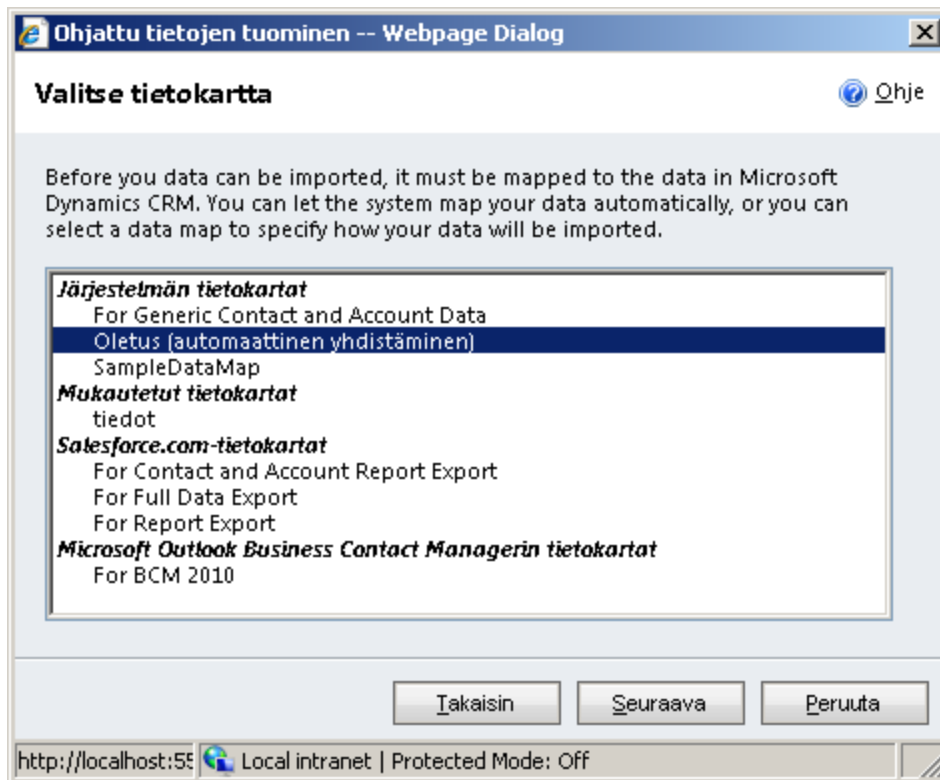 Ohjattu tietojen tuominen -- Webpage Dialog
Valitse tietokartta
Ohje
Before you data can be imported, it must be mapped to the data in Microsoft
Dynamics CRM. You can let the system map your data automatically, or you can
select a data map to specify how your data will be imported.
Järjestelmän tietokartat
For Generic Contact and Account Data
Oletus (automaattinen yhdistäminen)
SampleDataMap
Mukautetut tietokartat
tiedot
Salesforce.com-tietokartat
For Contact and Account Report Export
For Full Data Export
For Report Export
Microsoft Outlook Business Contact Managerin tietokartat
For BCM 2010
Takaisin
Seuraava
Peruuta
http://localhost:55
Local intranet | Protected Mode: Off